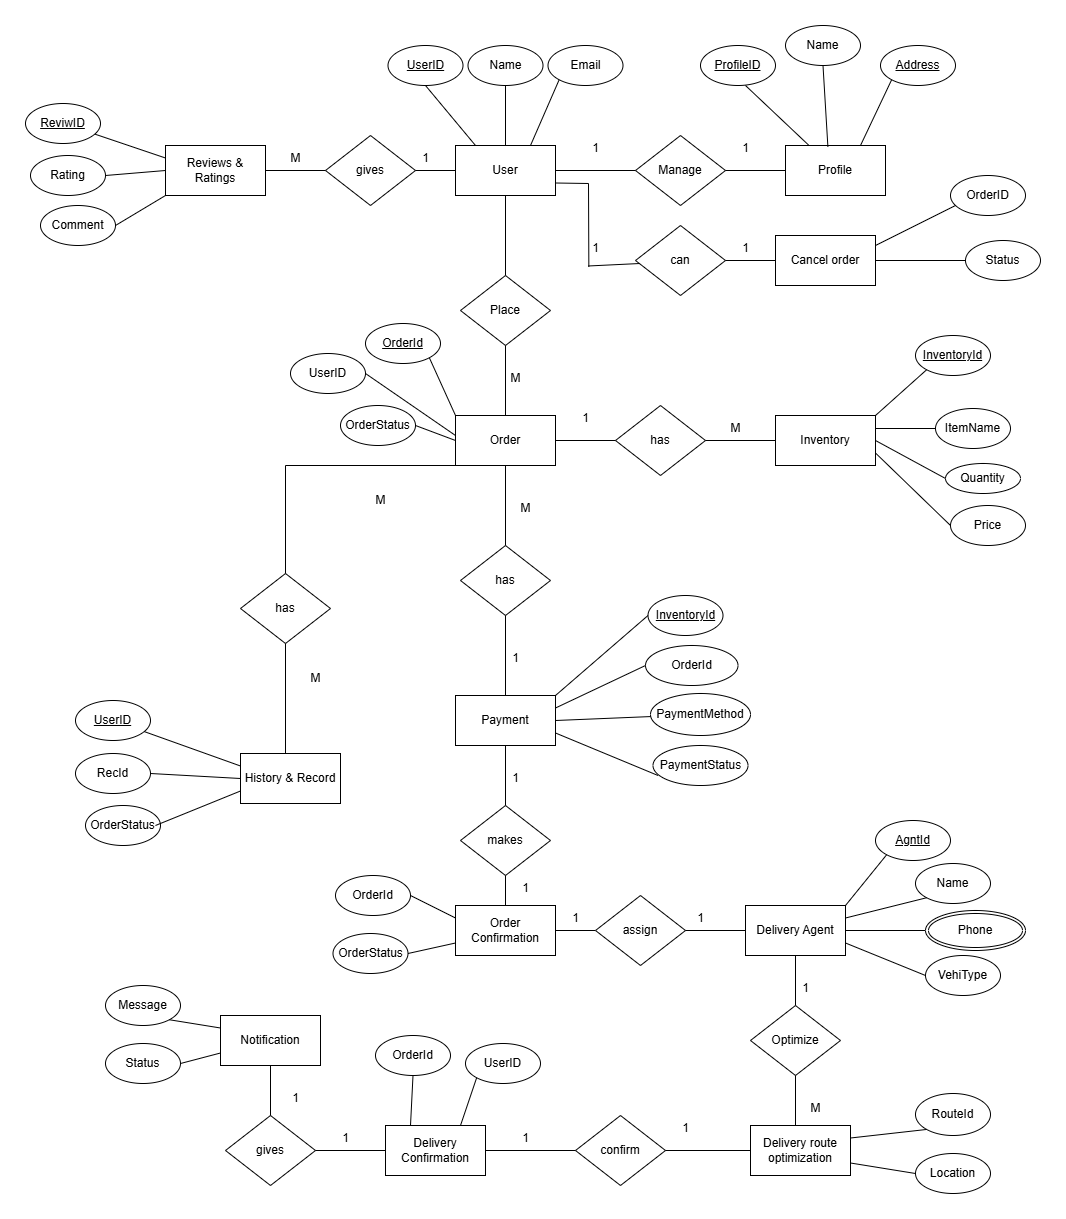 UserID
Name
Email
ProfileID
Name
Address
ReviwID
Rating
Comment
Reviews &
Ratings
M
gives
1
User
1
Manage
1
Profile
OrderID
Status
1
can
1
Cancel order
Place
M
OrderId
UserID
OrderStatus
Order
1
has
M
Inventory
InventoryId
ItemName
Quantity
Price
M
M
has
has
M
1
InventoryId
OrderId
PaymentMethod
PaymentStatus
Payment
UserID
RecId
OrderStatus
History & Record
1
makes
1
OrderId
OrderStatus
Order
Confirmation
1
assign
1
Delivery Agent
AgntId
Name
Phone
VehiType
1
Optimize
M
Message
Status
Notification
1
gives
1
OrderId
UserID
Delivery
Confirmation
1
confirm
1
Delivery route
optimization
RouteId
Location